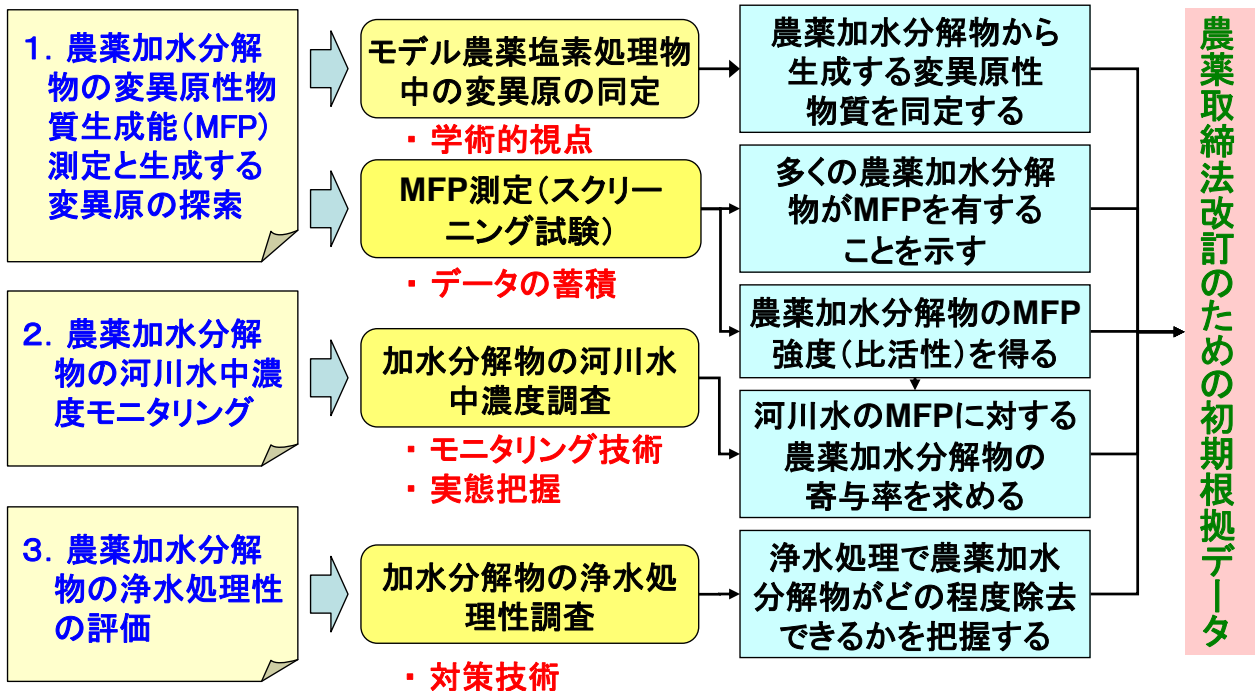 1. 農薬加水分解
物の変異原性物
質生成能(MFP)
測定と生成する
変異原の探索
モデル農薬塩素処理物
中の変異原の同定
・ 学術的視点
農薬加水分解物から
生成する変異原性
物質を同定する
MFP測定(スクリー
ニング試験)
・ データの蓄積
多くの農薬加水分解
物がMFPを有する
ことを示す
農薬加水分解物のMFP
強度(比活性)を得る
2. 農薬加水分解
物の河川水中濃
度モニタリング
加水分解物の河川水
中濃度調査
・ モニタリング技術
・ 実態把握
河川水のMFPに対する
農薬加水分解物の
寄与率を求める
3. 農薬加水分解
物の浄水処理性
の評価
加水分解物の浄水処
理性調査
・ 対策技術
浄水処理で農薬加水
分解物がどの程度除去
できるかを把握する
農薬取締法改訂のための初期根拠データ